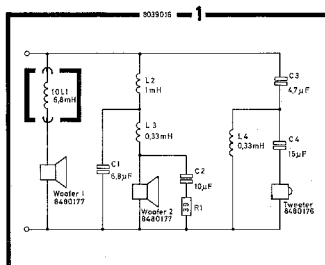 8039016
1
L2
1mH
C3
4,7µF
L1
6,8mH
L3
0,33mH
L4
0,33mH
C4
15µF
C1
6,8µF
C2
10µF
R1
Woofer 1
8480177
Woofer 2
8480177
Tweeter
8480176